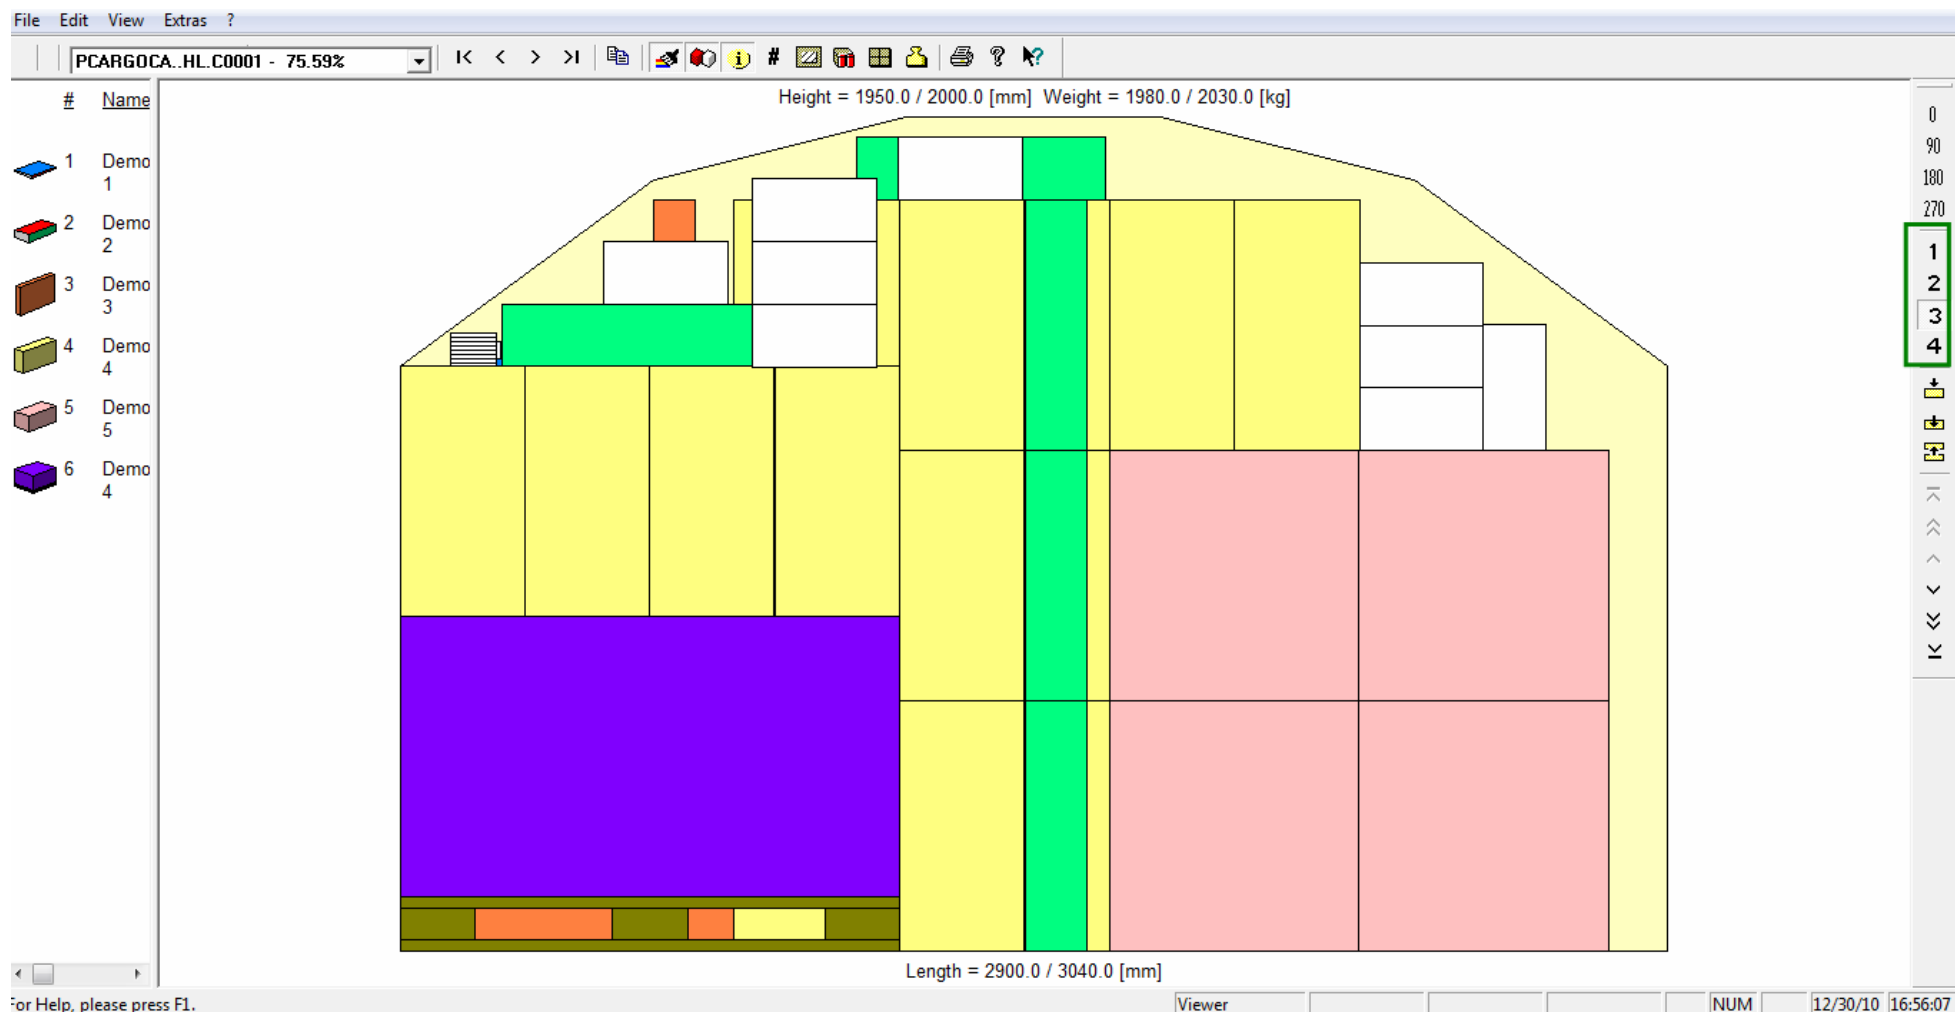 File Edit View Extras ?
PCARGOCA..HL.C0001 - 75.59%
#
# Name
1 Demo
1
2 Demo
2
3 Demo
3
4 Demo
4
5 Demo
5
6 Demo
4
Height = 1950.0 / 2000.0 [mm] Weight = 1980.0 / 2030.0 [kg]
Length = 2900.0 / 3040.0 [mm]
0
90
180
270
1
2
3
4
For Help, please press F1.
Viewer
NUM
12/30/10
16:56:07